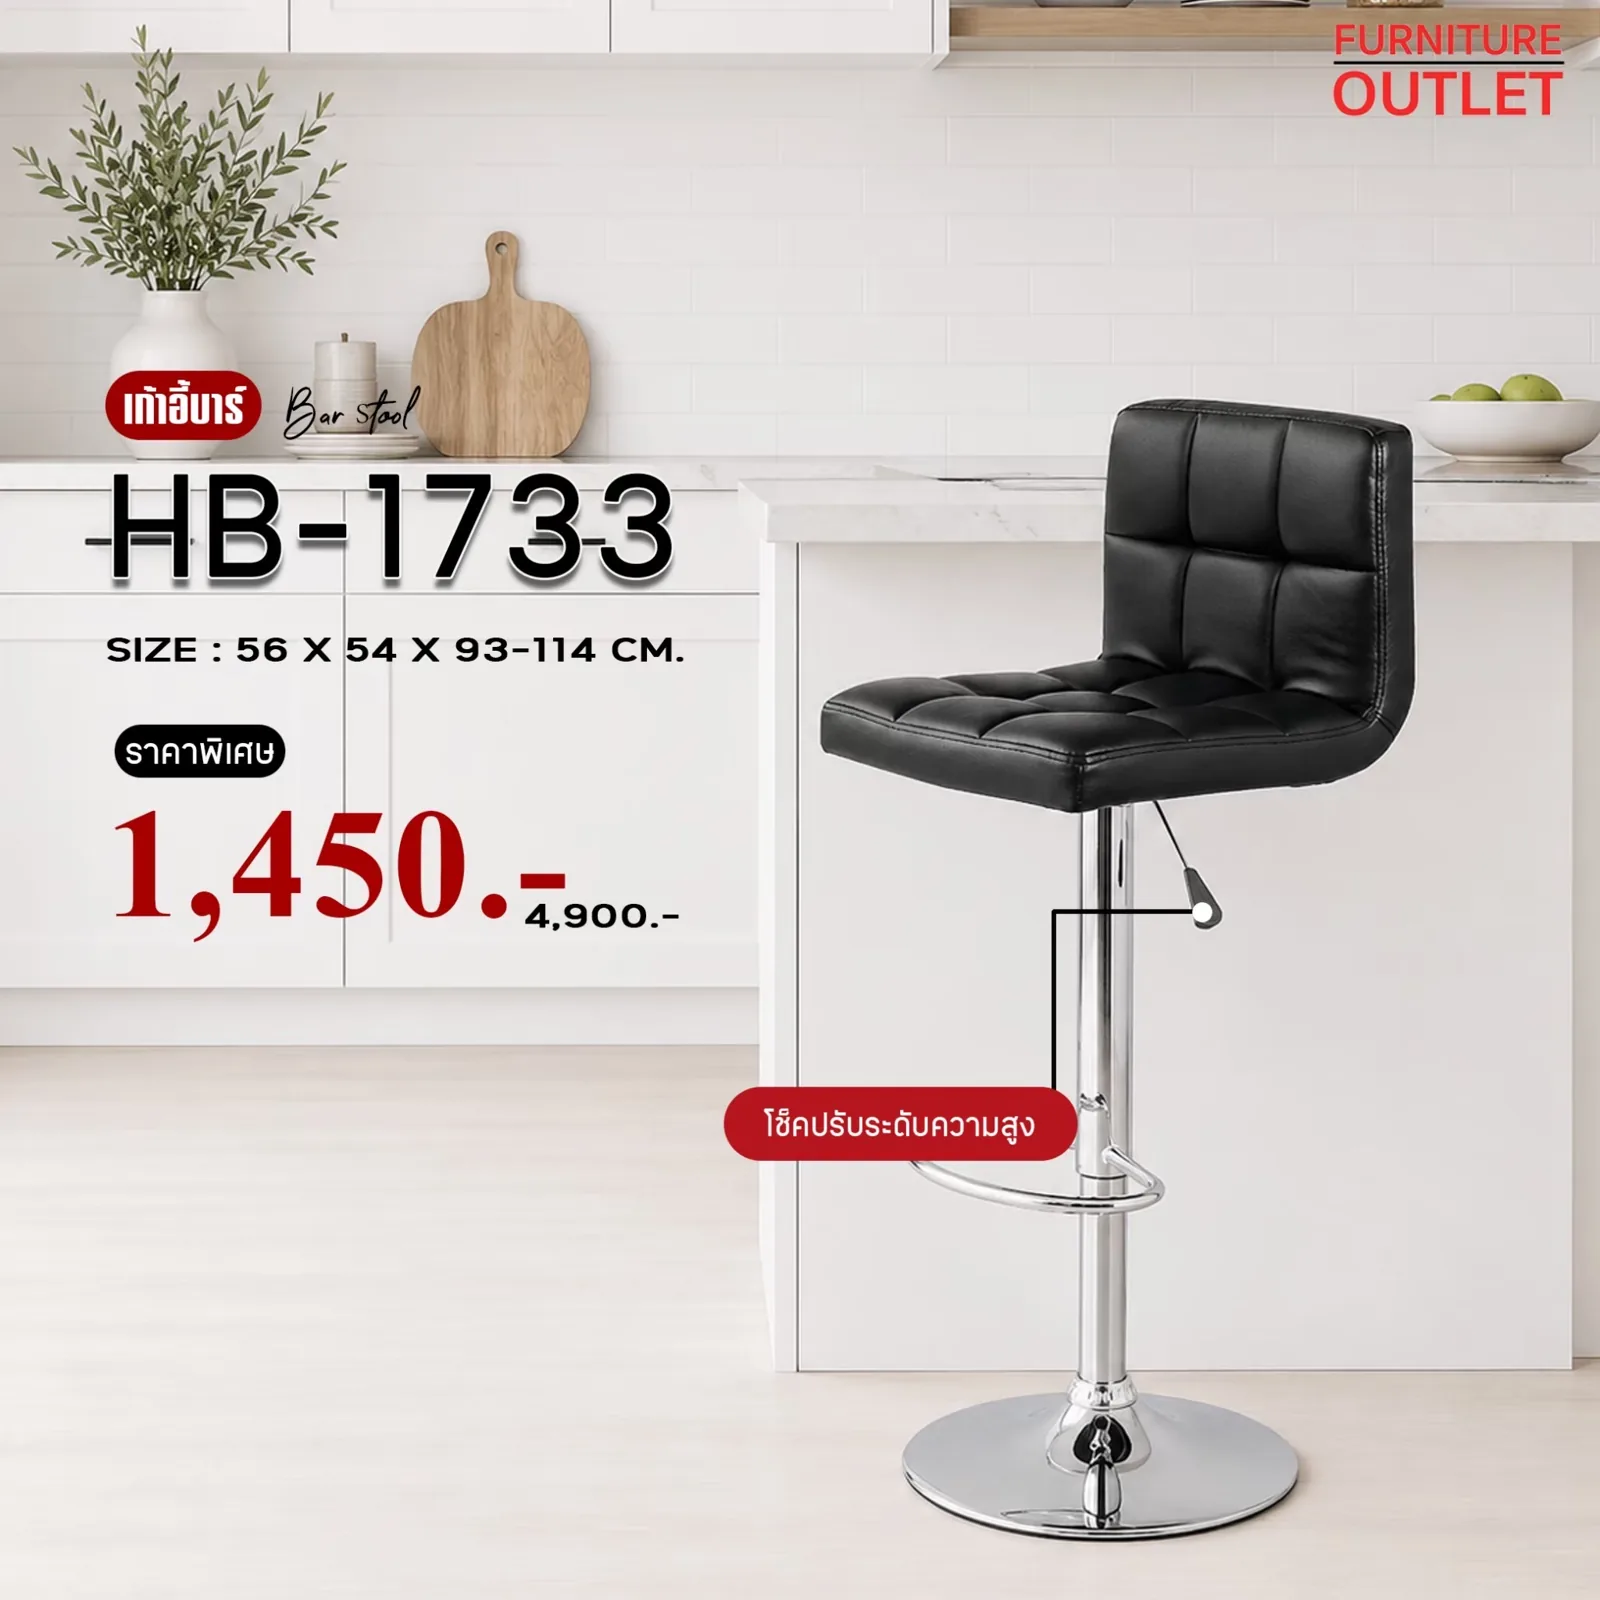 FURNITURE
OUTLET
เก้าอี้บาร์ Bar stool
HB-1733
SIZE : 56 X 54 X 93-114 CM.
ราคาพิเศษ
1,450.-
4,900.-
โช็คปรับระดับความสูง